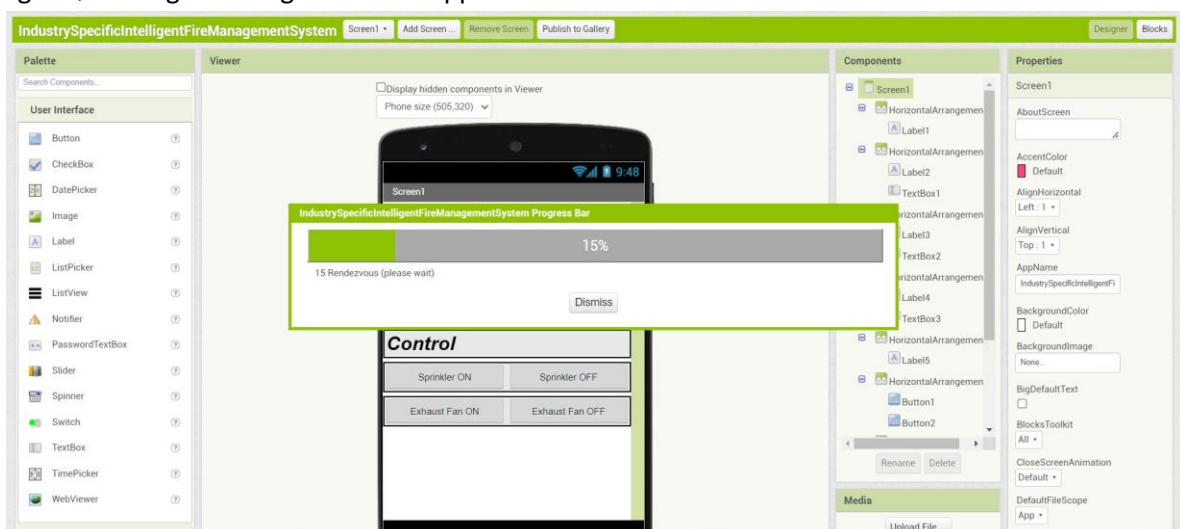 IndustrySpecificIntelligentFireManagementSystem Screen1 Add Screen ... Remove Screen Publish to Gallery Designer Blocks
Palette
Search Components...
User Interface
Button
CheckBox
DatePicker
Image
Label
ListPicker
ListView
Notifier
PasswordTextBox
Slider
Spinner
Switch
TextBox
TimePicker
WebViewer
Viewer
Display hidden components in Viewer
Phone size (505,320)
9:48
Screen1
IndustrySpecificIntelligentFireManagementSystem Progress Bar
15%
15 Rendezvous (please wait)
Dismiss
Control
Sprinkler ON Sprinkler OFF
Exhaust Fan ON Exhaust Fan OFF
Components
Screen1
HorizontalArrangemen
Label1
HorizontalArrangemen
Label2
TextBox1
orizontalArrangemen
Label3
TextBox2
orizontalArrangemen
Label4
TextBox3
HorizontalArrangemen
Label5
HorizontalArrangemen
Button1
Button2
Rename Delete
Media
Upload File
Properties
Screen1
AboutScreen
AccentColor
Default
AlignHorizontal
Left : 1
AlignVertical
Top : 1
AppName
IndustrySpecificIntelligentFi
BackgroundColor
Default
BackgroundImage
None...
BigDefaultText
BlocksToolkit
All
CloseScreenAnimation
Default
DefaultFileScope
App